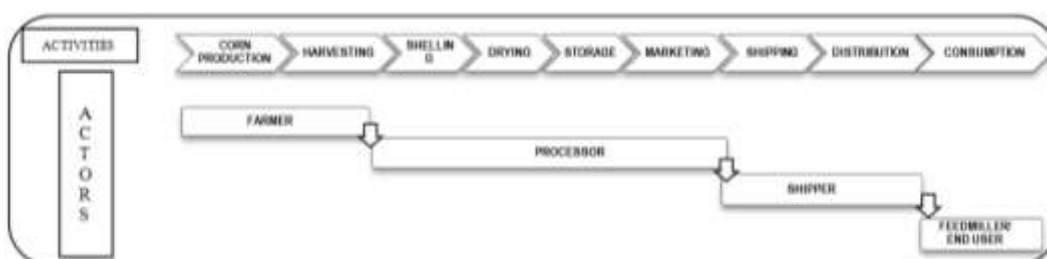 ACTIVITIES
CORN
PRODUCTION
HARVESTING
SHELLIN
G
DRYING
STORAGE
MARKETING
SHIPPING
DISTRIBUTION
CONSUMPTION
A
C
T
O
R
S
FARMER
PROCESSOR
SHIPPER
FEEDMILLER/
END USER